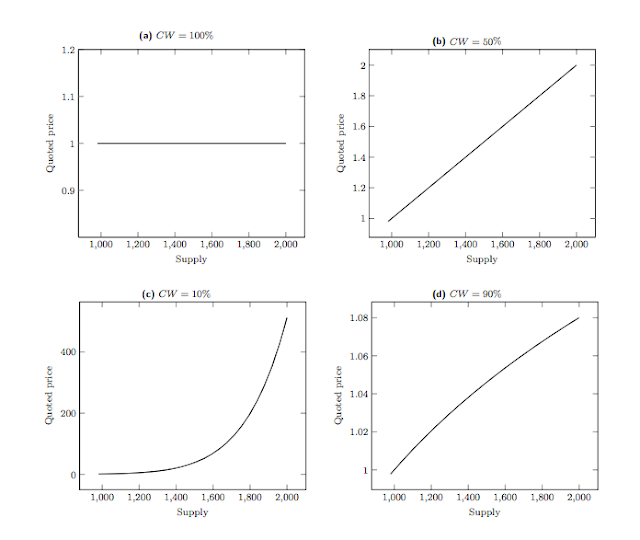 (a) CW = 100%
1.2
1.1
1
0.9
Quoted price
1,000 1,200 1,400 1,600 1,800 2,000
Supply
(b) CW = 50%
2
1.8
1.6
1.4
1.2
1
Quoted price
1,000 1,200 1,400 1,600 1,800 2,000
Supply
(c) CW = 10%
400
200
0
Quoted price
1,000 1,200 1,400 1,600 1,800 2,000
Supply
(d) CW = 90%
1.08
1.06
1.04
1.02
1
Quoted price
1,000 1,200 1,400 1,600 1,800 2,000
Supply